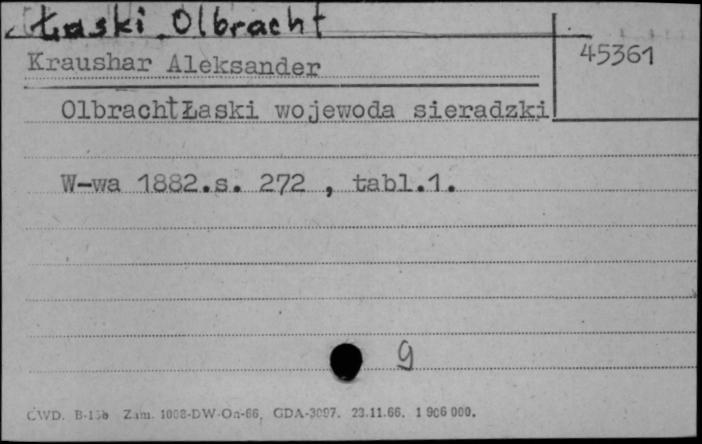 Łaski Olbracht
45361
Kraushar Aleksander
OlbrachtŁaski wojewoda sieradzki
W-wa 1882.s. 272 , tabl.1.
9
CWD. Zam. 1008-DW-On-66, GDA-3097. 23.11.66. 1 906 000.